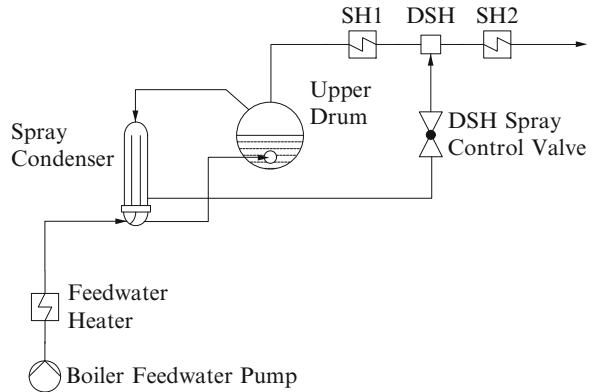 SH1
DSH
SH2
Upper
Drum
Spray
Condenser
DSH Spray
Control Valve
Feedwater
Heater
Boiler Feedwater Pump